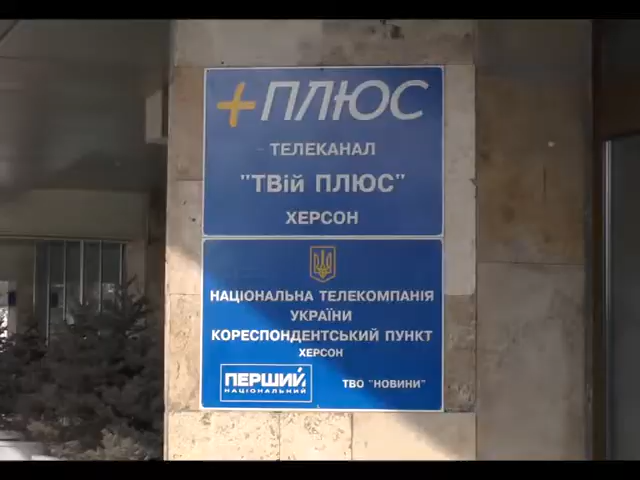 +ПЛЮС
ТЕЛЕКАНАЛ
"ТВій ПЛЮС"
ХЕРСОН
НАЦІОНАЛЬНА ТЕЛЕКОМПАНІЯ
УКРАЇНИ
КОРЕСПОНДЕНТСЬКИЙ ПУНКТ
ХЕРСОН
ПЕРШИЙ
НАЦІОНАЛЬНИЙ
ТВО "НОВИНИ"